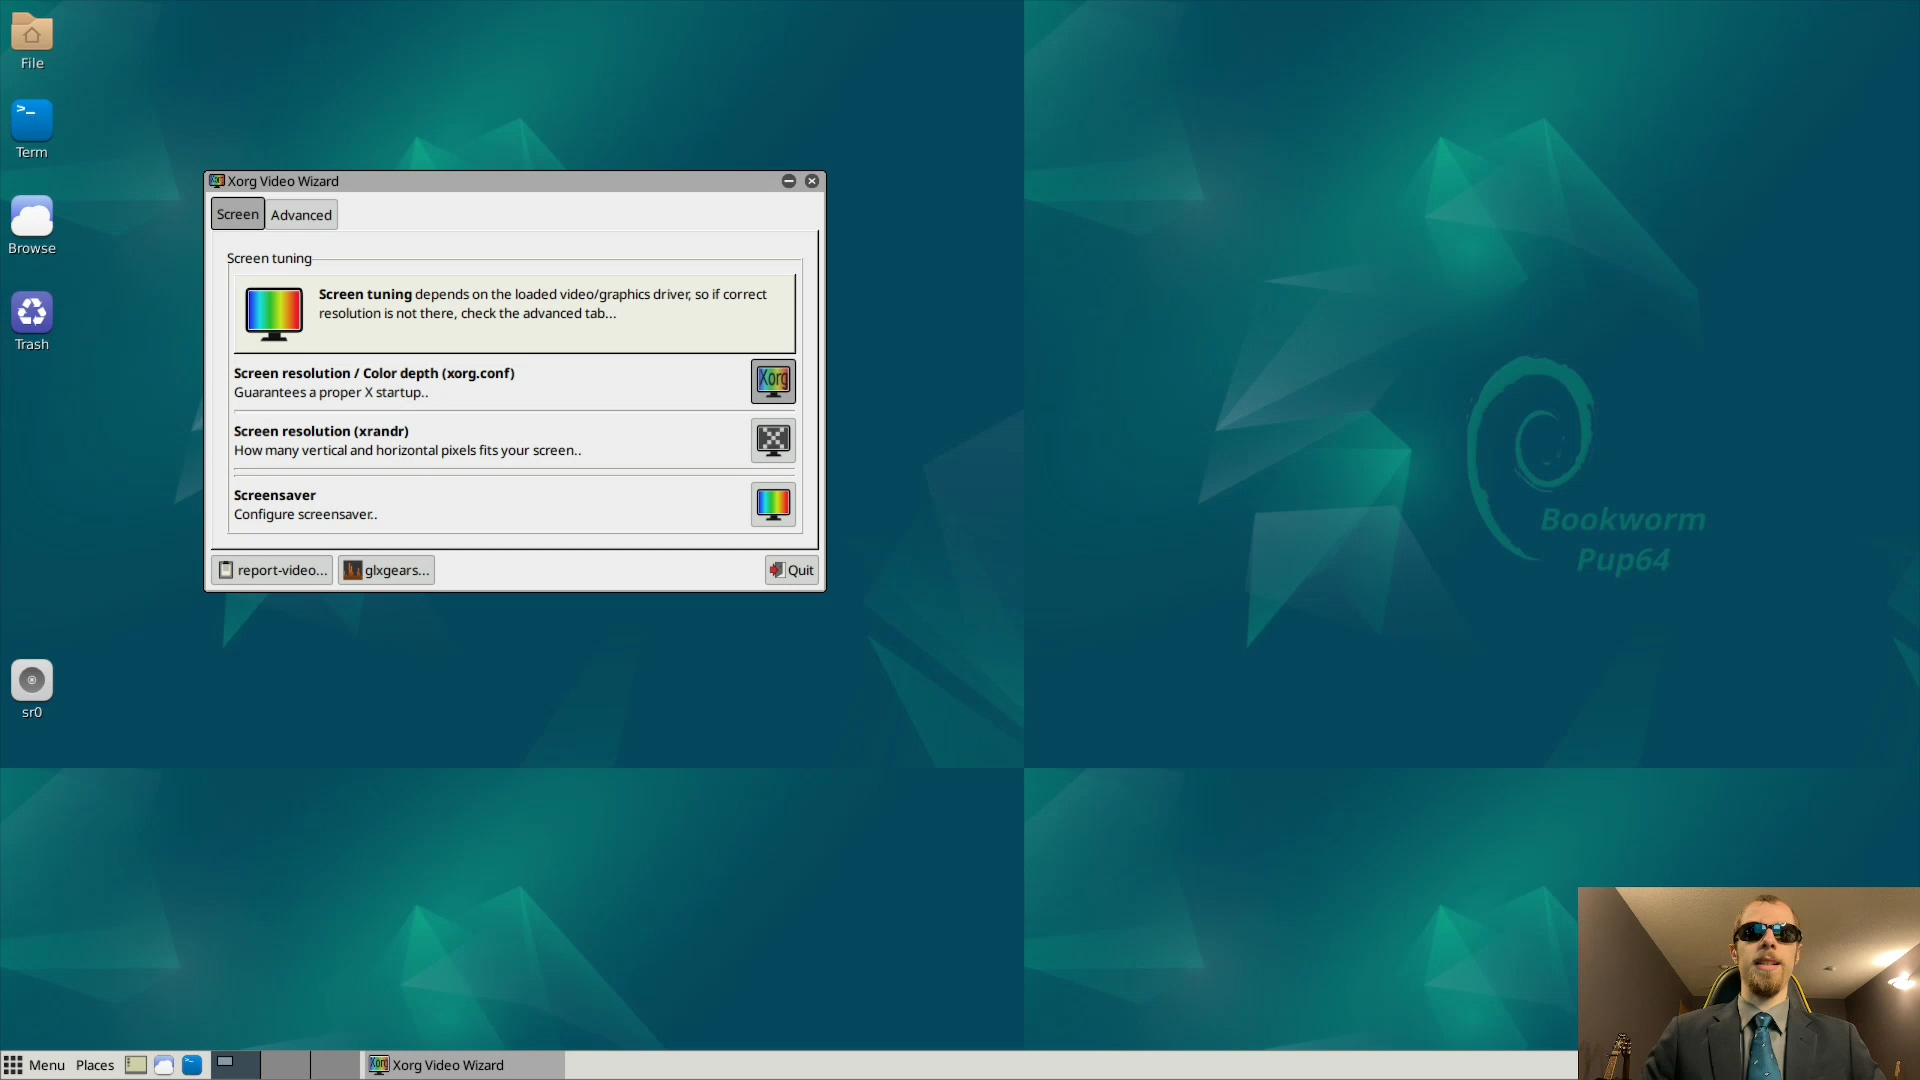 File
Term
Browse
Trash
sr0
Xorg Video Wizard
Screen
Advanced
Screen tuning
Screen tuning depends on the loaded video/graphics driver, so if correct
resolution is not there, check the advanced tab...
Screen resolution / Color depth (xorg.conf)
Guarantees a proper X startup..
Xorg
Screen resolution (xrandr)
How many vertical and horizontal pixels fits your screen..
Screensaver
Configure screensaver..
report-video...
glxgears...
Quit
Bookworm
Pup64
Menu
Places
Xorg Video Wizard